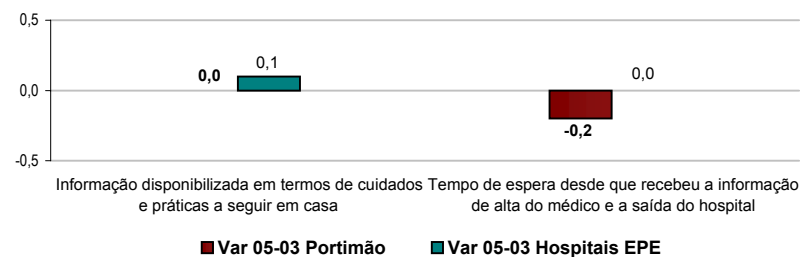 0,5
0,0 0,1
0,0
0,0
-0,2
-0,5
Informação disponibilizada em termos de cuidados
e práticas a seguir em casa
Tempo de espera desde que recebeu a informação
de alta do médico e a saída do hospital
Var 05-03 Portimão Var 05-03 Hospitais EPE